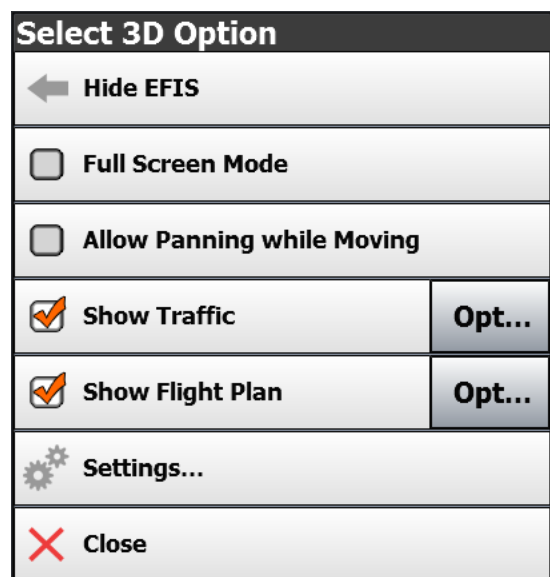 Select 3D Option
Hide EFIS
Full Screen Mode
Allow Panning while Moving
Show Traffic Opt...
Show Flight Plan Opt...
Settings...
Close